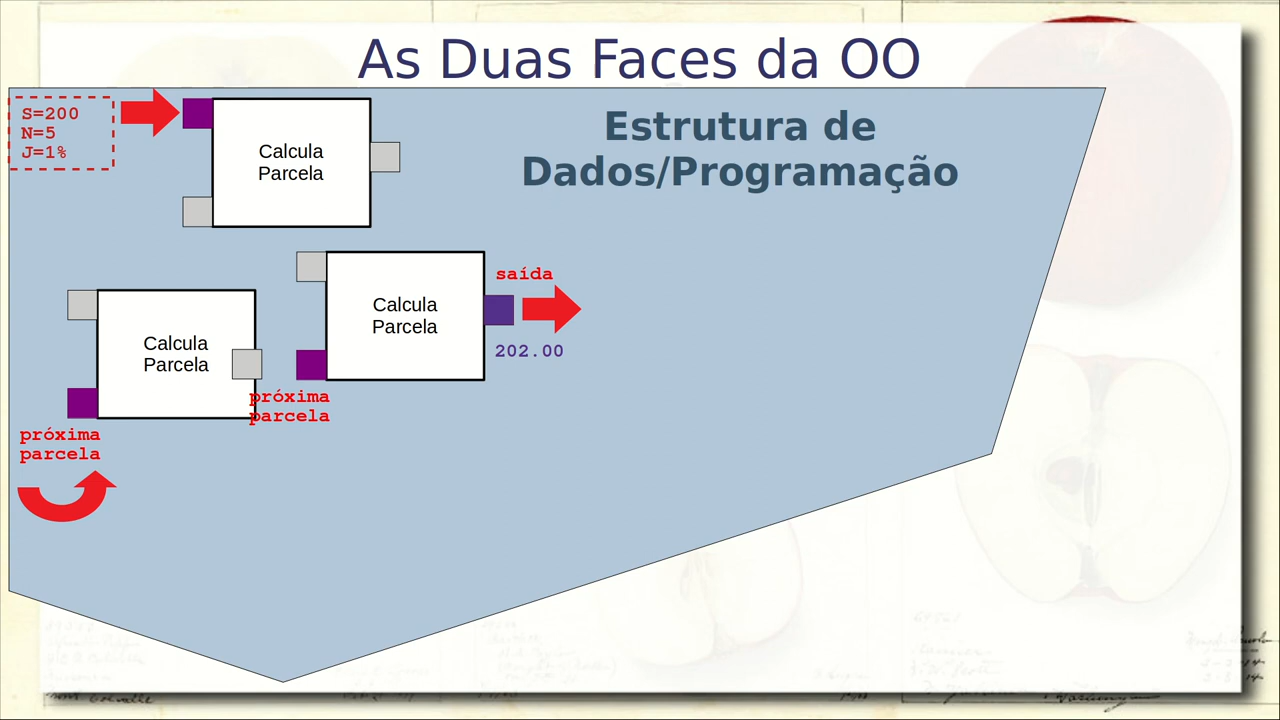 As Duas Faces da OO
Estrutura de
Dados/Programação
S=200
N=5
J=1%
Calcula
Parcela
saída
Calcula
Parcela
202.00
Calcula
Parcela
próxima
parcela
próxima
parcela